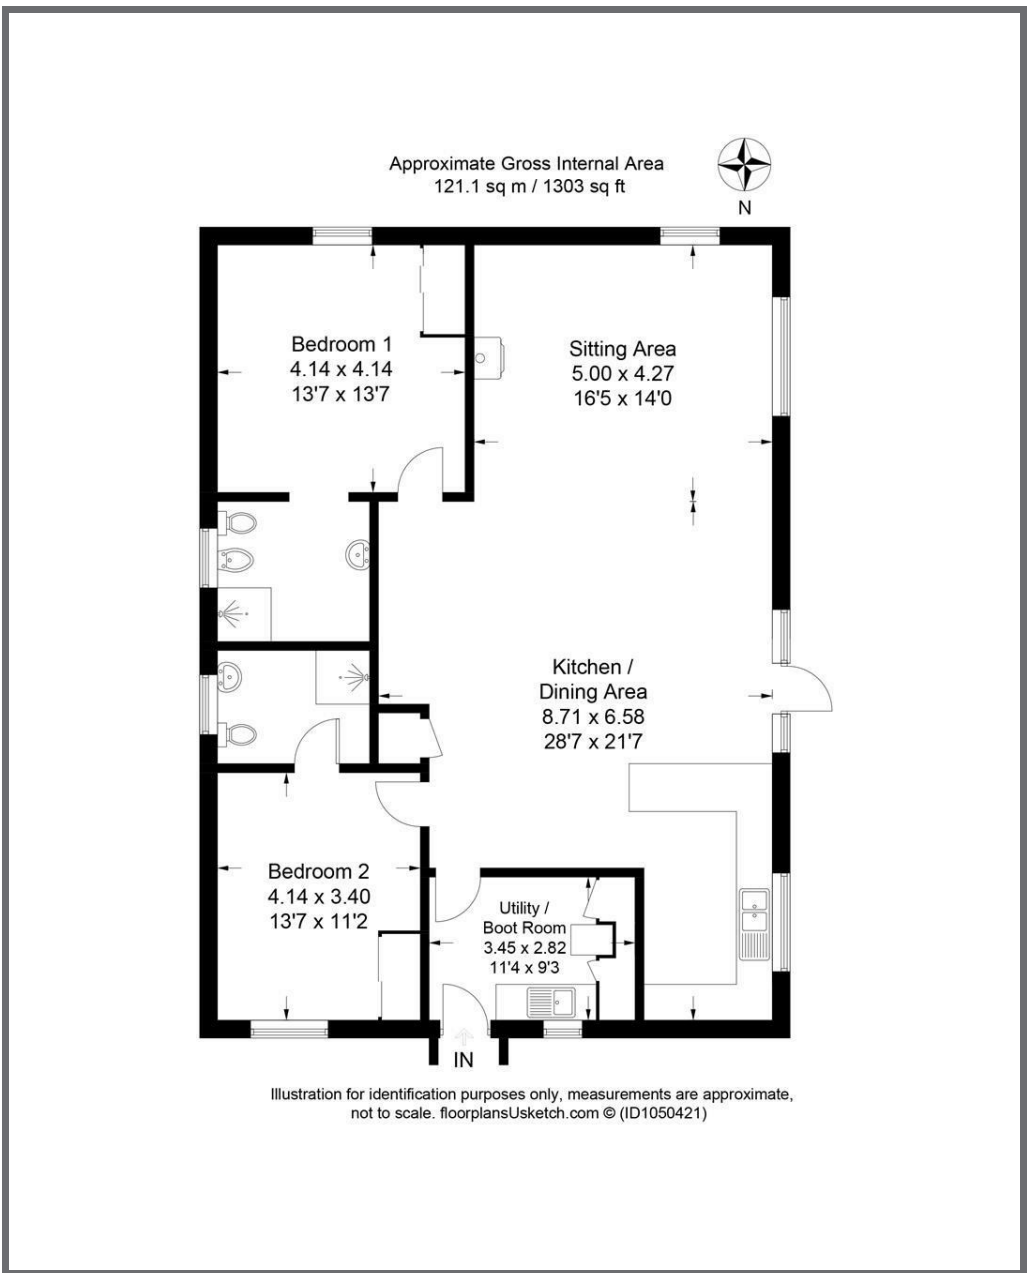 Approximate Gross Internal Area
121.1 sq m / 1303 sq ft
N
Bedroom 1
4.14 x 4.14
13'7 x 13'7
Sitting Area
5.00 x 4.27
16'5 x 14'0
Kitchen /
Dining Area
8.71 x 6.58
28'7 x 21'7
Bedroom 2
4.14 x 3.40
13'7 x 11'2
Utility /
Boot Room
3.45 x 2.82
11'4 x 9'3
IN
Illustration for identification purposes only, measurements are approximate,
not to scale. floorplansUsketch.com © (ID1050421)